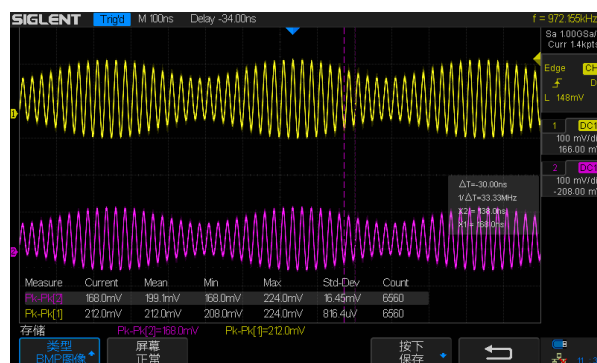 SIGLENT Trig'd M 100ns Delay -34.00ns f = 972.155kHz
Sa 1.00GSa/
Curr 1.4kpts
Edge CH
D
L 148mV
1 DC1
100 mV/di
166.00 m
2 DC1
100 mV/di
-208.00 m
ΔT=-30.00ns
1/ΔT=33.33MHz
X2= 138.0ns
X1= 168.0ns
Measure Current Mean Min Max Std-Dev Count
Pk-Pk[2] 168.0mV 199.1mV 168.0mV 224.0mV 16.45mV 6560
Pk-Pk[1] 212.0mV 212.0mV 208.0mV 224.0mV 816.4uV 6560
存储 Pk-Pk[2]=168.0mV Pk-Pk[1]=212.0mV
类型 屏幕 按下
BMP图像 正常 保存